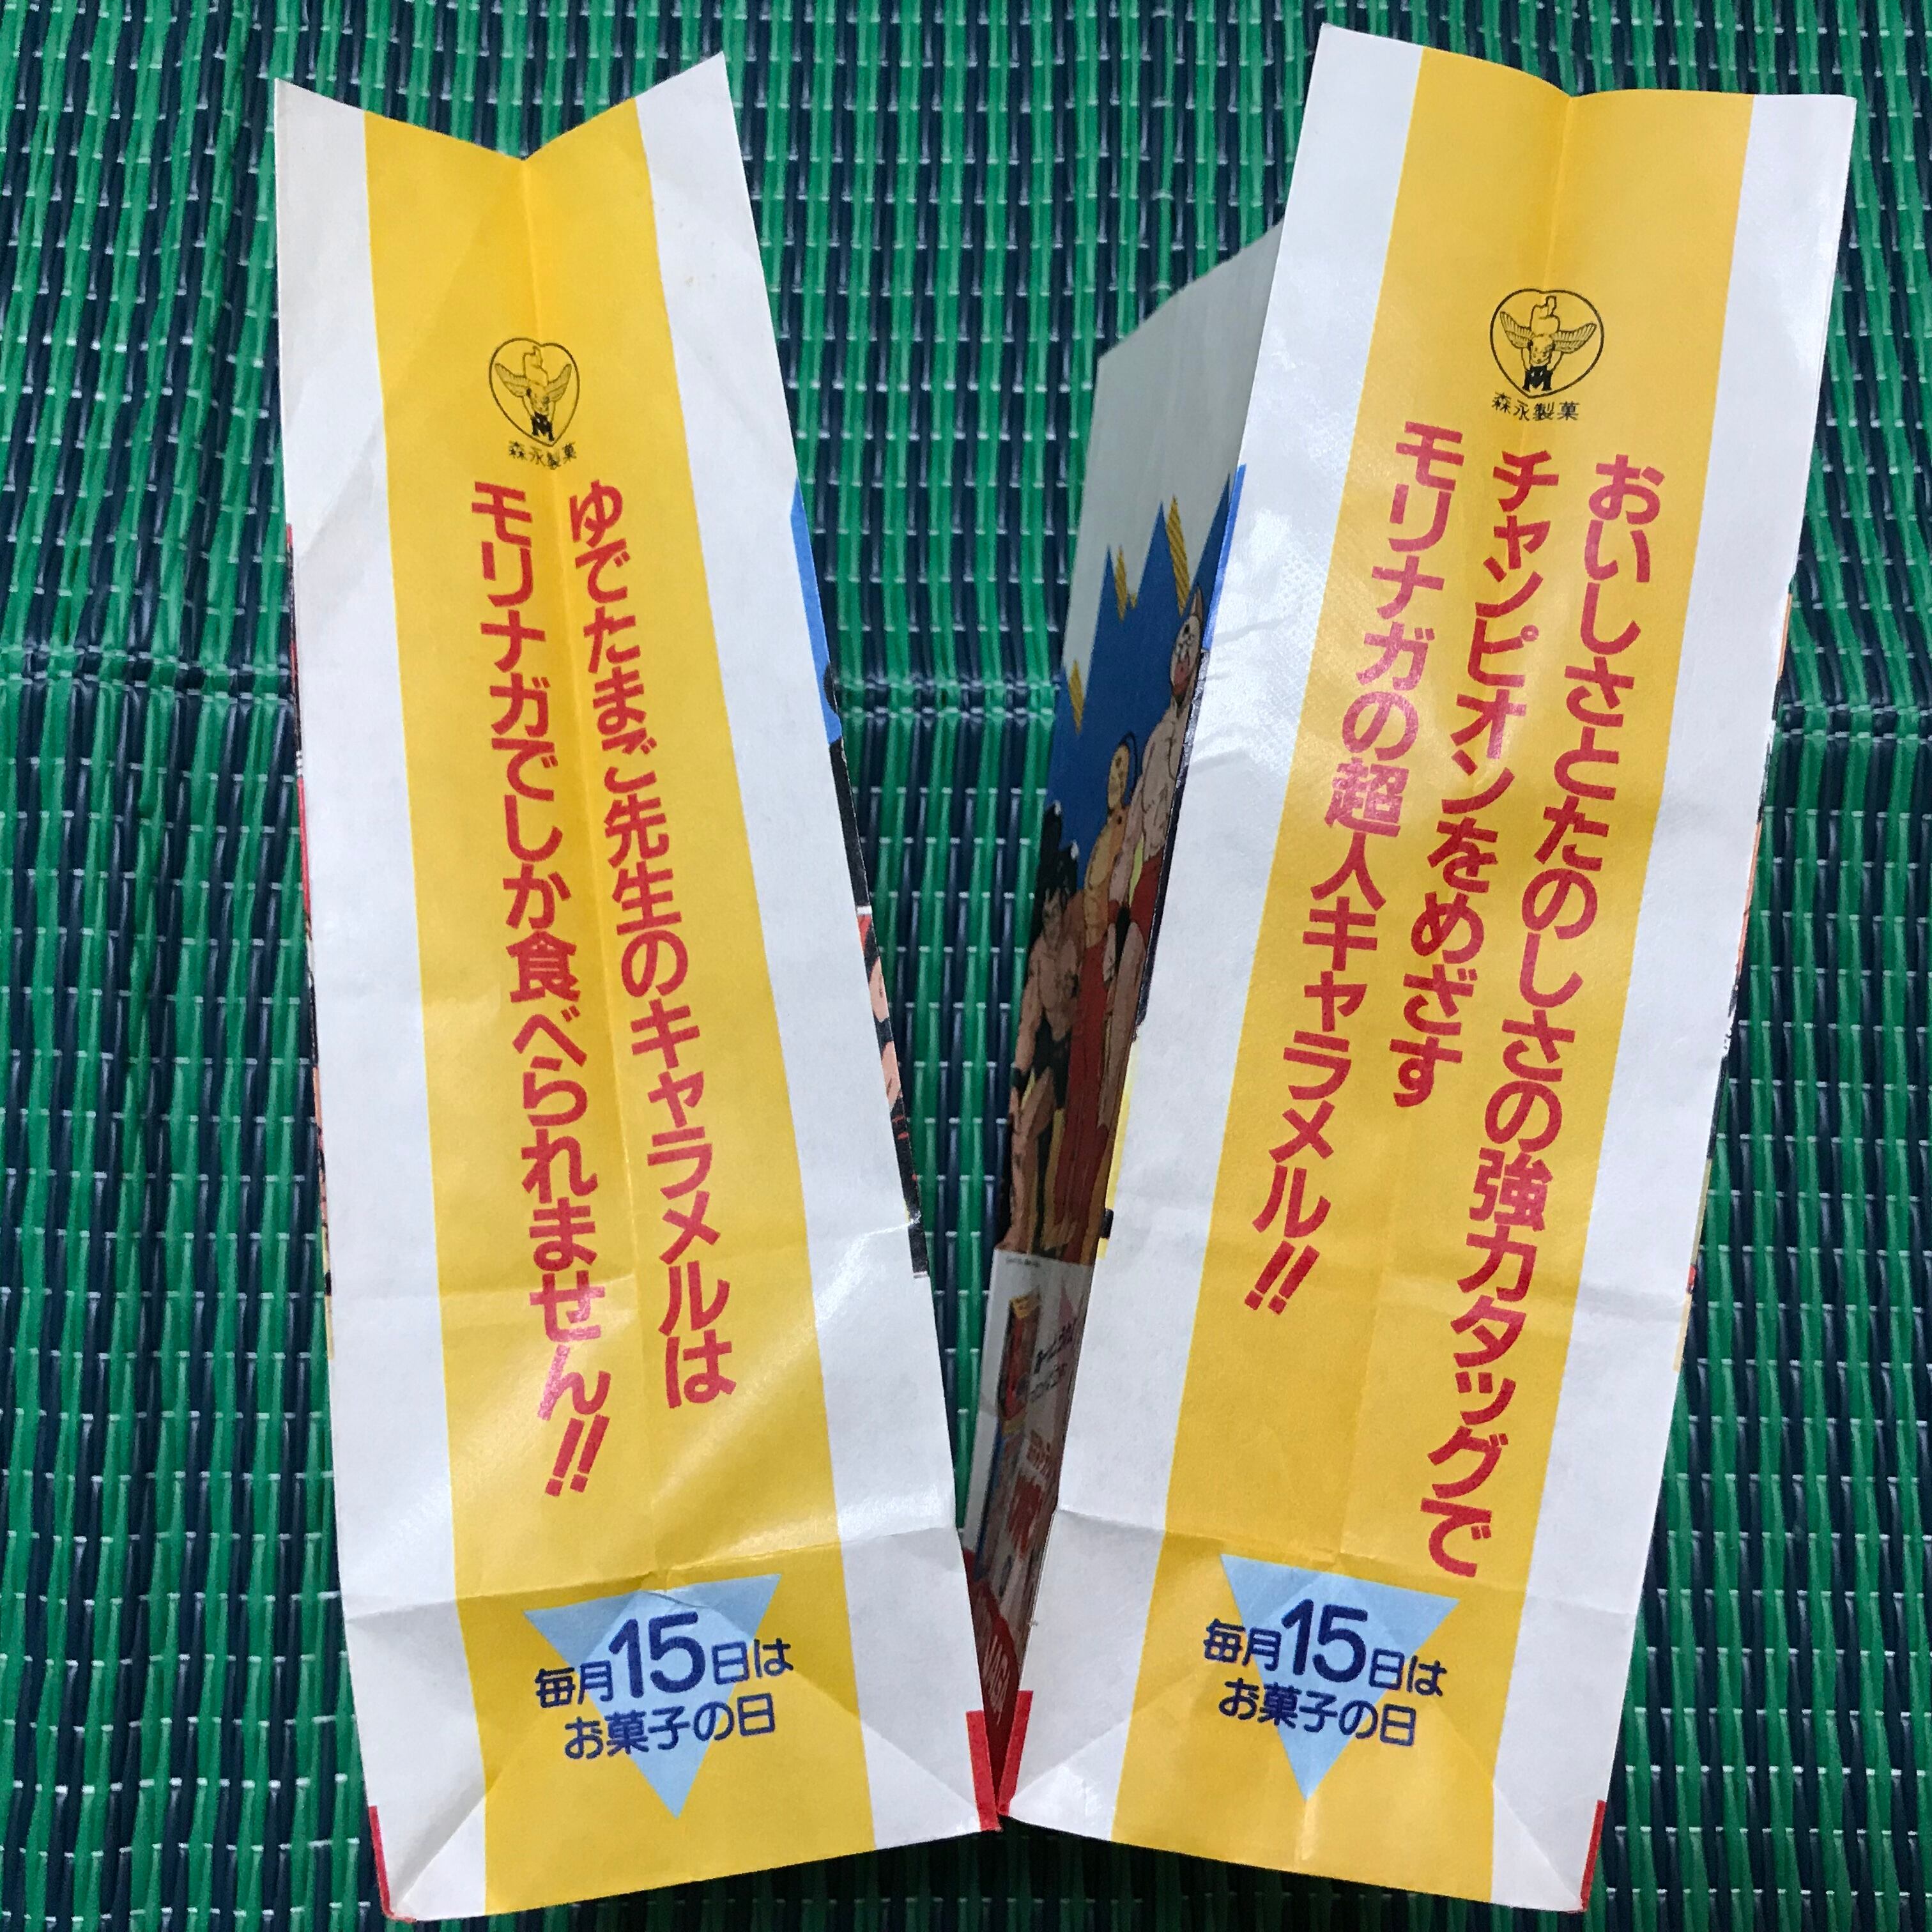 森永製菓
ゆでたまご先生のキャラメルは
モリナガでしか食べられません!!
毎月15日は
お菓子の日
森永製菓
おいしさとたのしさの強力タッグで
チャンピオンをめざす
モリナガの超人キャラメル!!
毎月15日は
お菓子の日